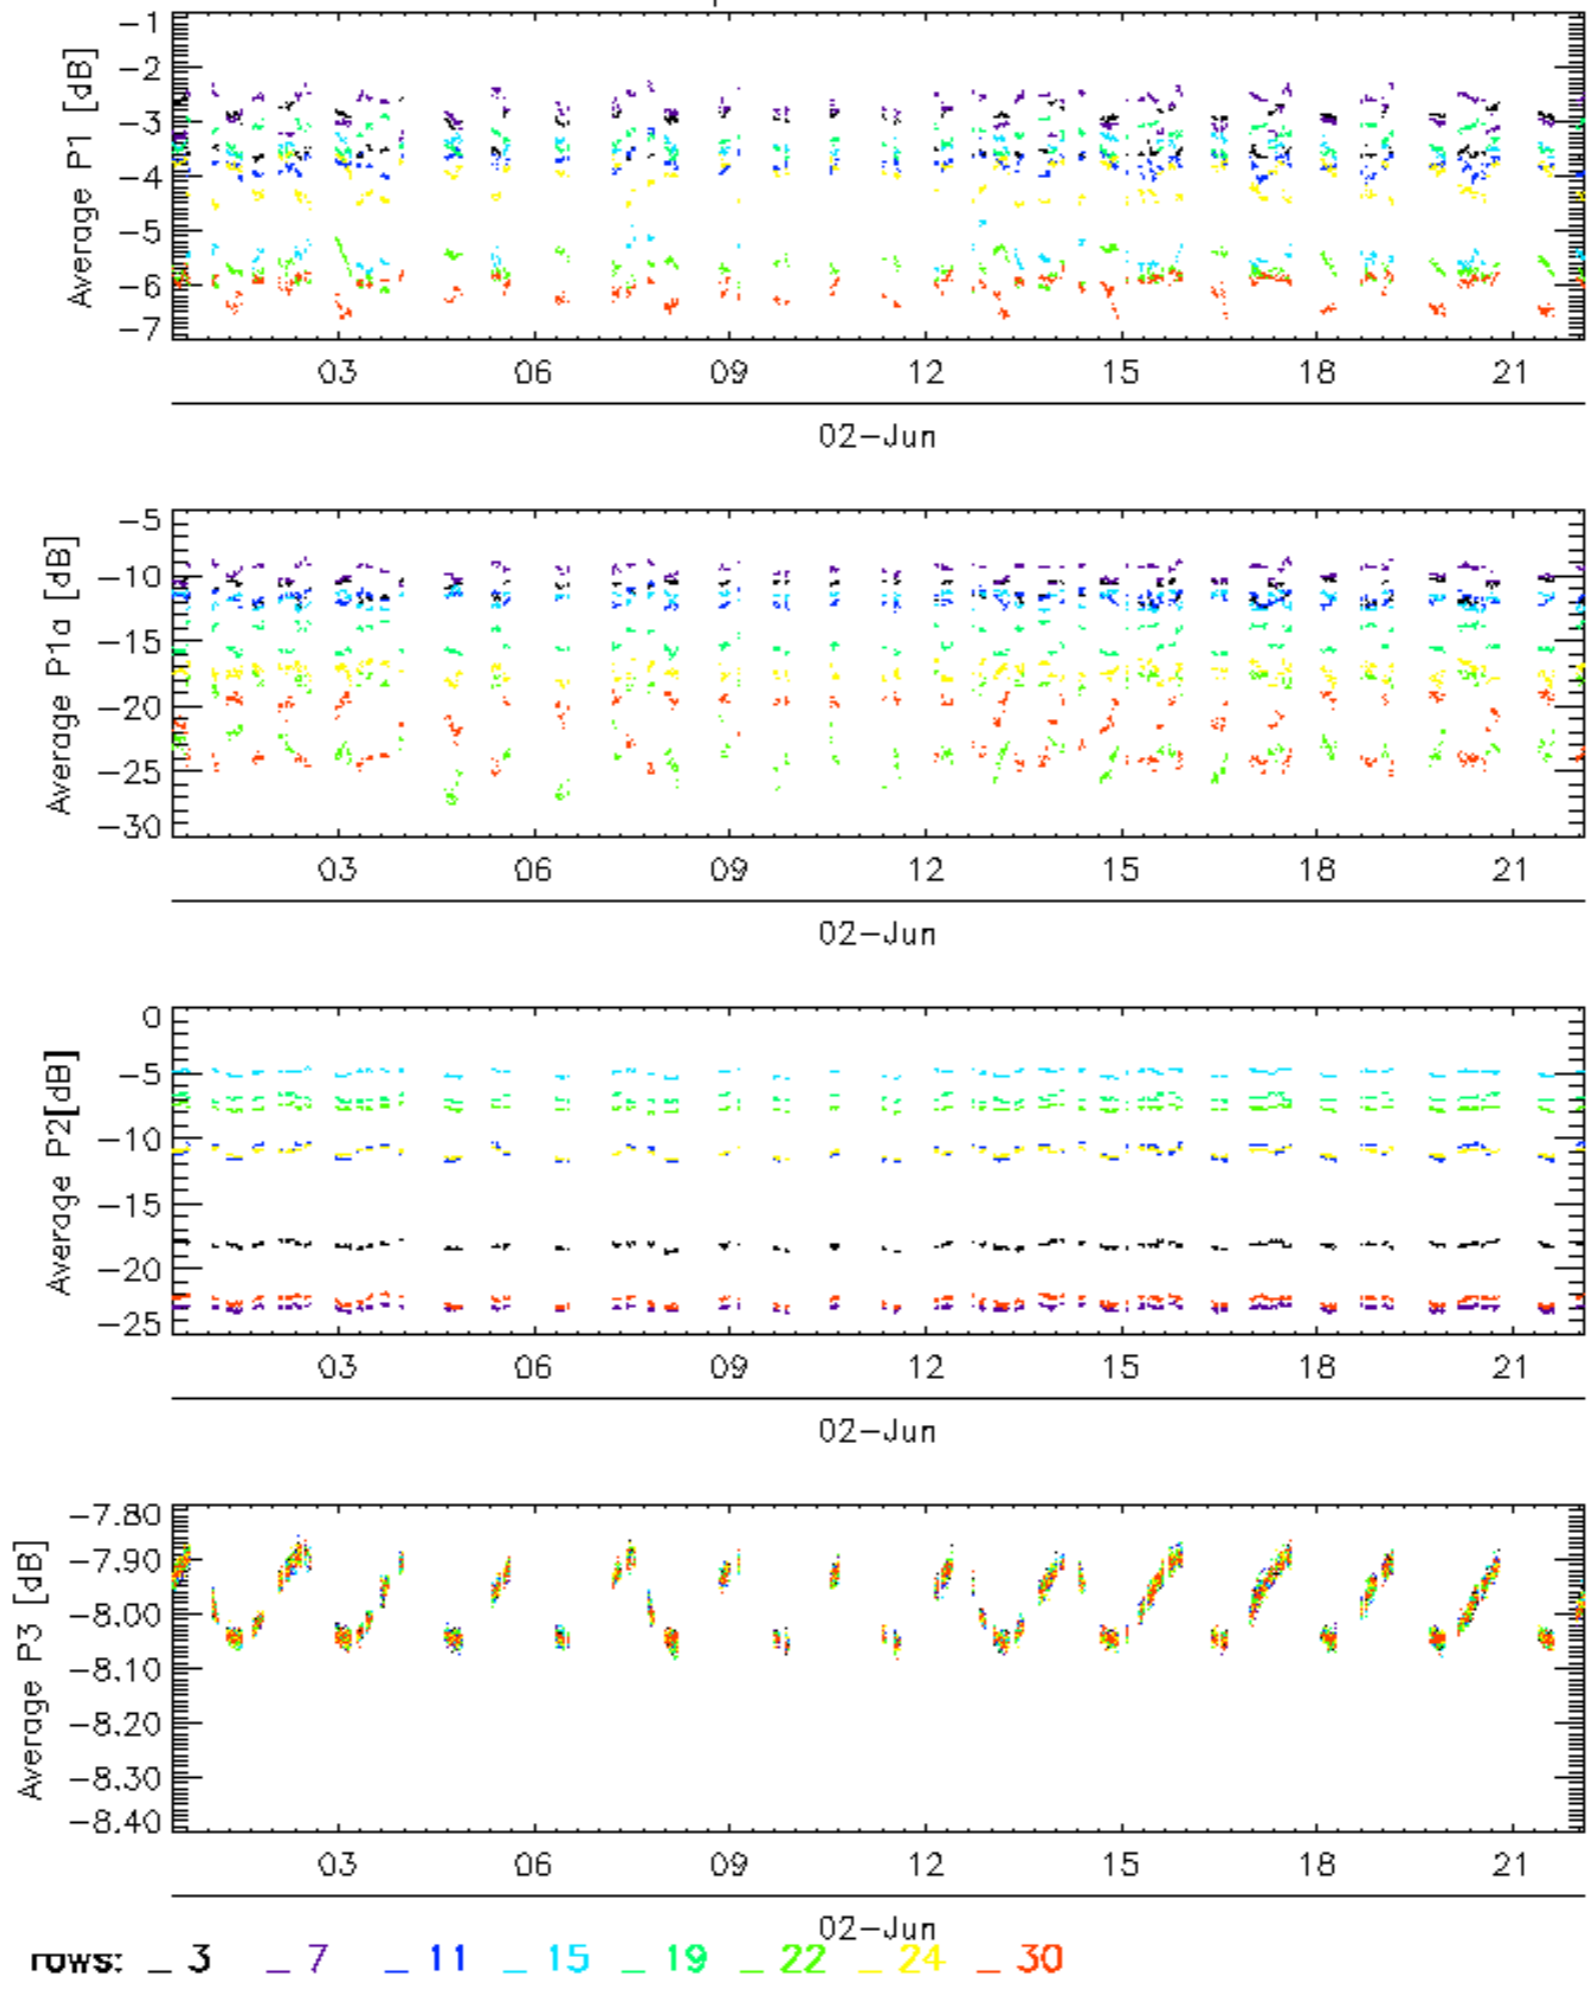 Average P1 [dB]
-1
-2
-3
-4
-5
-6
-7
03 06 09 12 15 18 21
02-Jun
Average P1a [dB]
-5
-10
-15
-20
-25
-30
03 06 09 12 15 18 21
02-Jun
Average P2[dB]
0
-5
-10
-15
-20
-25
03 06 09 12 15 18 21
02-Jun
Average P3 [dB]
-7.80
-7.90
-8.00
-8.10
-8.20
-8.30
-8.40
03 06 09 12 15 18 21
02-Jun
rows: _ 3 _ 7 _ 11 _ 15 _ 19 _ 22 _ 24 _ 30